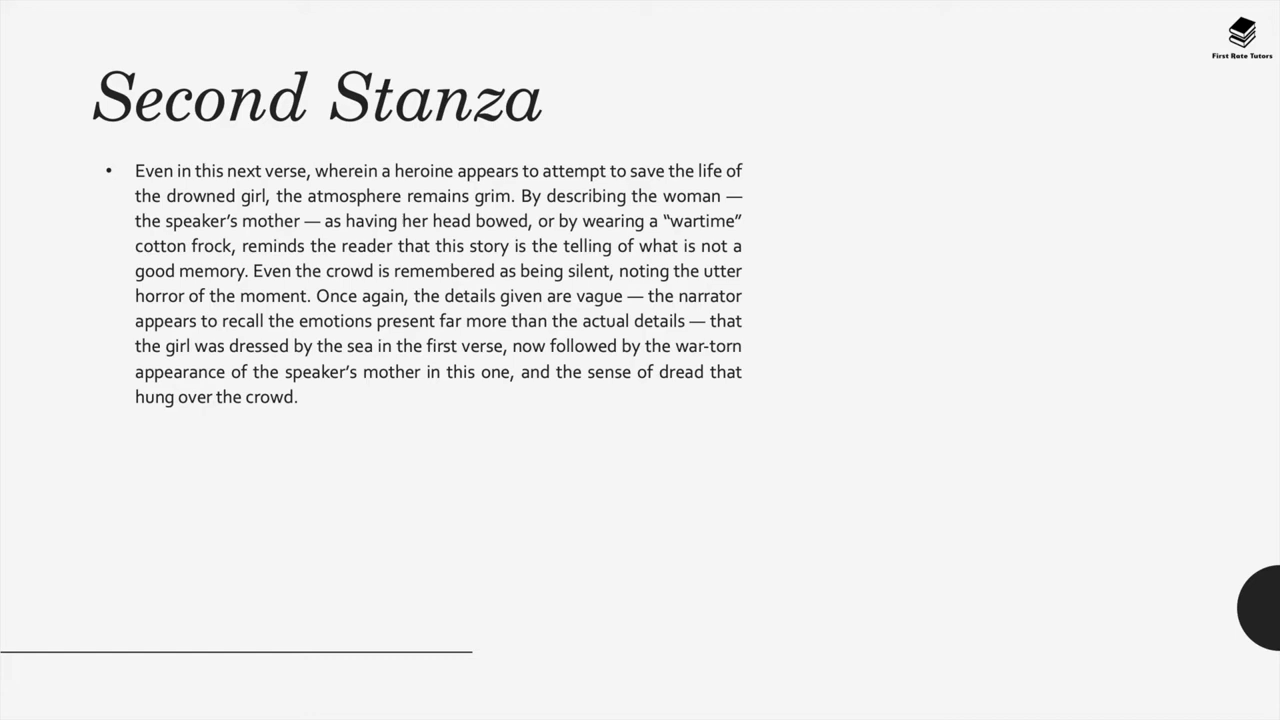 First Rate Tutors
Second Stanza
• Even in this next verse, wherein a heroine appears to attempt to save the life of
the drowned girl, the atmosphere remains grim. By describing the woman —
the speaker’s mother — as having her head bowed, or by wearing a “wartime”
cotton frock, reminds the reader that this story is the telling of what is not a
good memory. Even the crowd is remembered as being silent, noting the utter
horror of the moment. Once again, the details given are vague — the narrator
appears to recall the emotions present far more than the actual details — that
the girl was dressed by the sea in the first verse, now followed by the war-torn
appearance of the speaker’s mother in this one, and the sense of dread that
hung over the crowd.